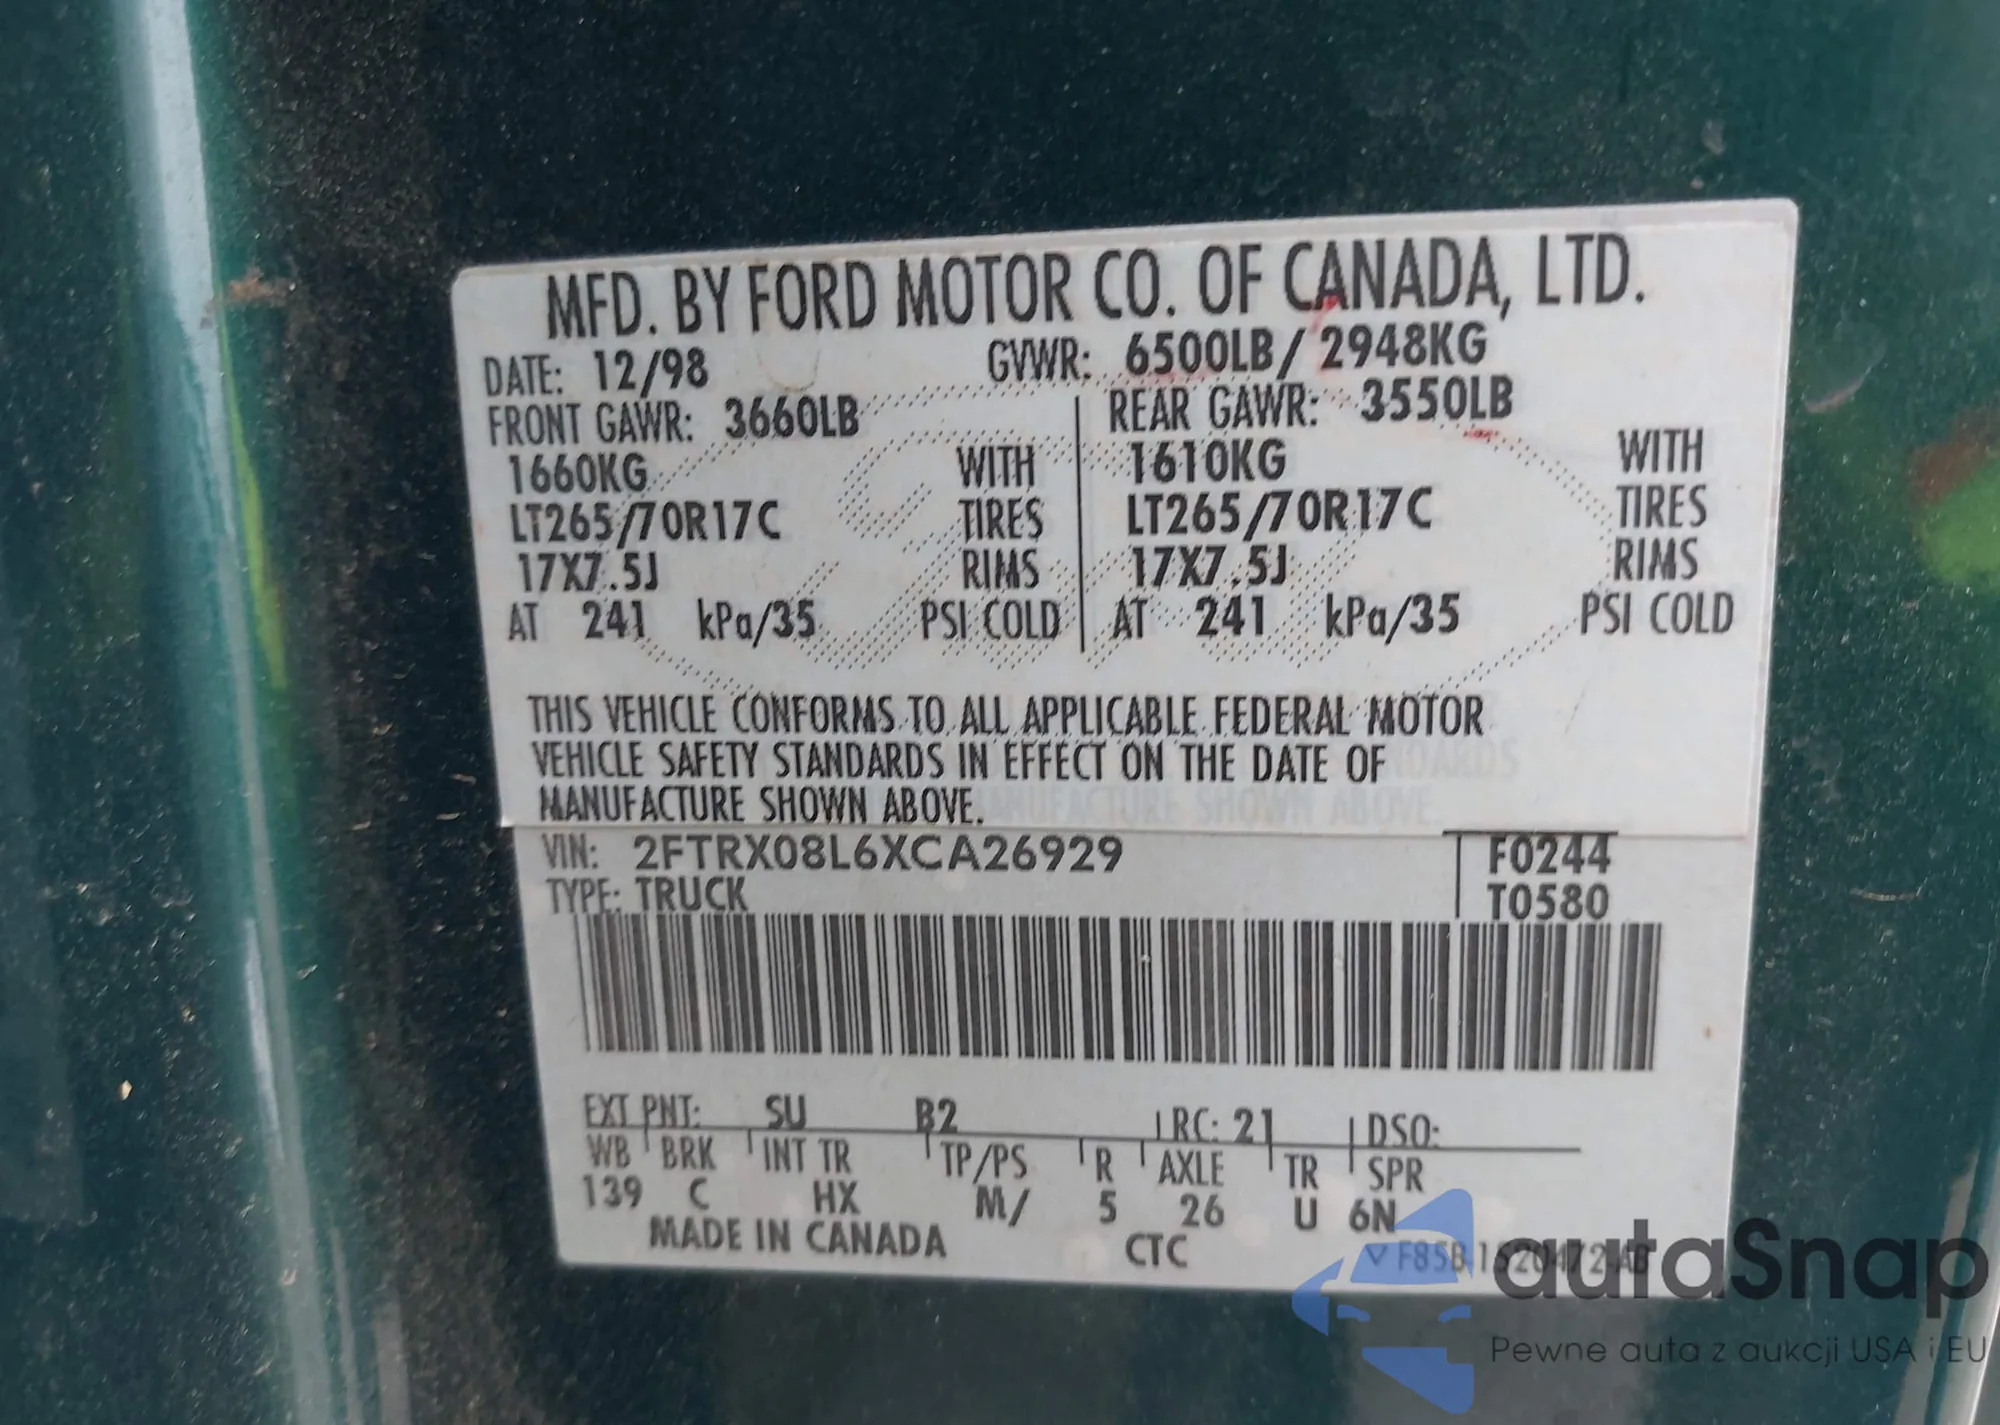 MFD. BY FORD MOTOR CO. OF CANADA, LTD.
DATE: 12/98 GVWR: 6500LB/ 2948KG
FRONT GAWR: 3660LB REAR GAWR: 3550LB
1660KG WITH 1610KG WITH
LT265/70R17C TIRES LT265/70R17C TIRES
17X7.5J RIMS 17X7.5J RIMS
AT 241 kPa/35 PSI COLD AT 241 kPa/35 PSI COLD
THIS VEHICLE CONFORMS TO ALL APPLICABLE FEDERAL MOTOR
VEHICLE SAFETY STANDARDS IN EFFECT ON THE DATE OF
MANUFACTURE SHOWN ABOVE.
VIN: 2FTRX08L6XCA26929 F0244
TYPE: TRUCK T0580
EXT PNT: SU B2 RC: 21 DSO:
WB BRK INT TR TP/PS R AXLE TR SPR
139 C HX M/ 5 26 U 6N
MADE IN CANADA CTC F85B-1520472-AB
autoSnap
Pewne auta z aukcji USA i EU